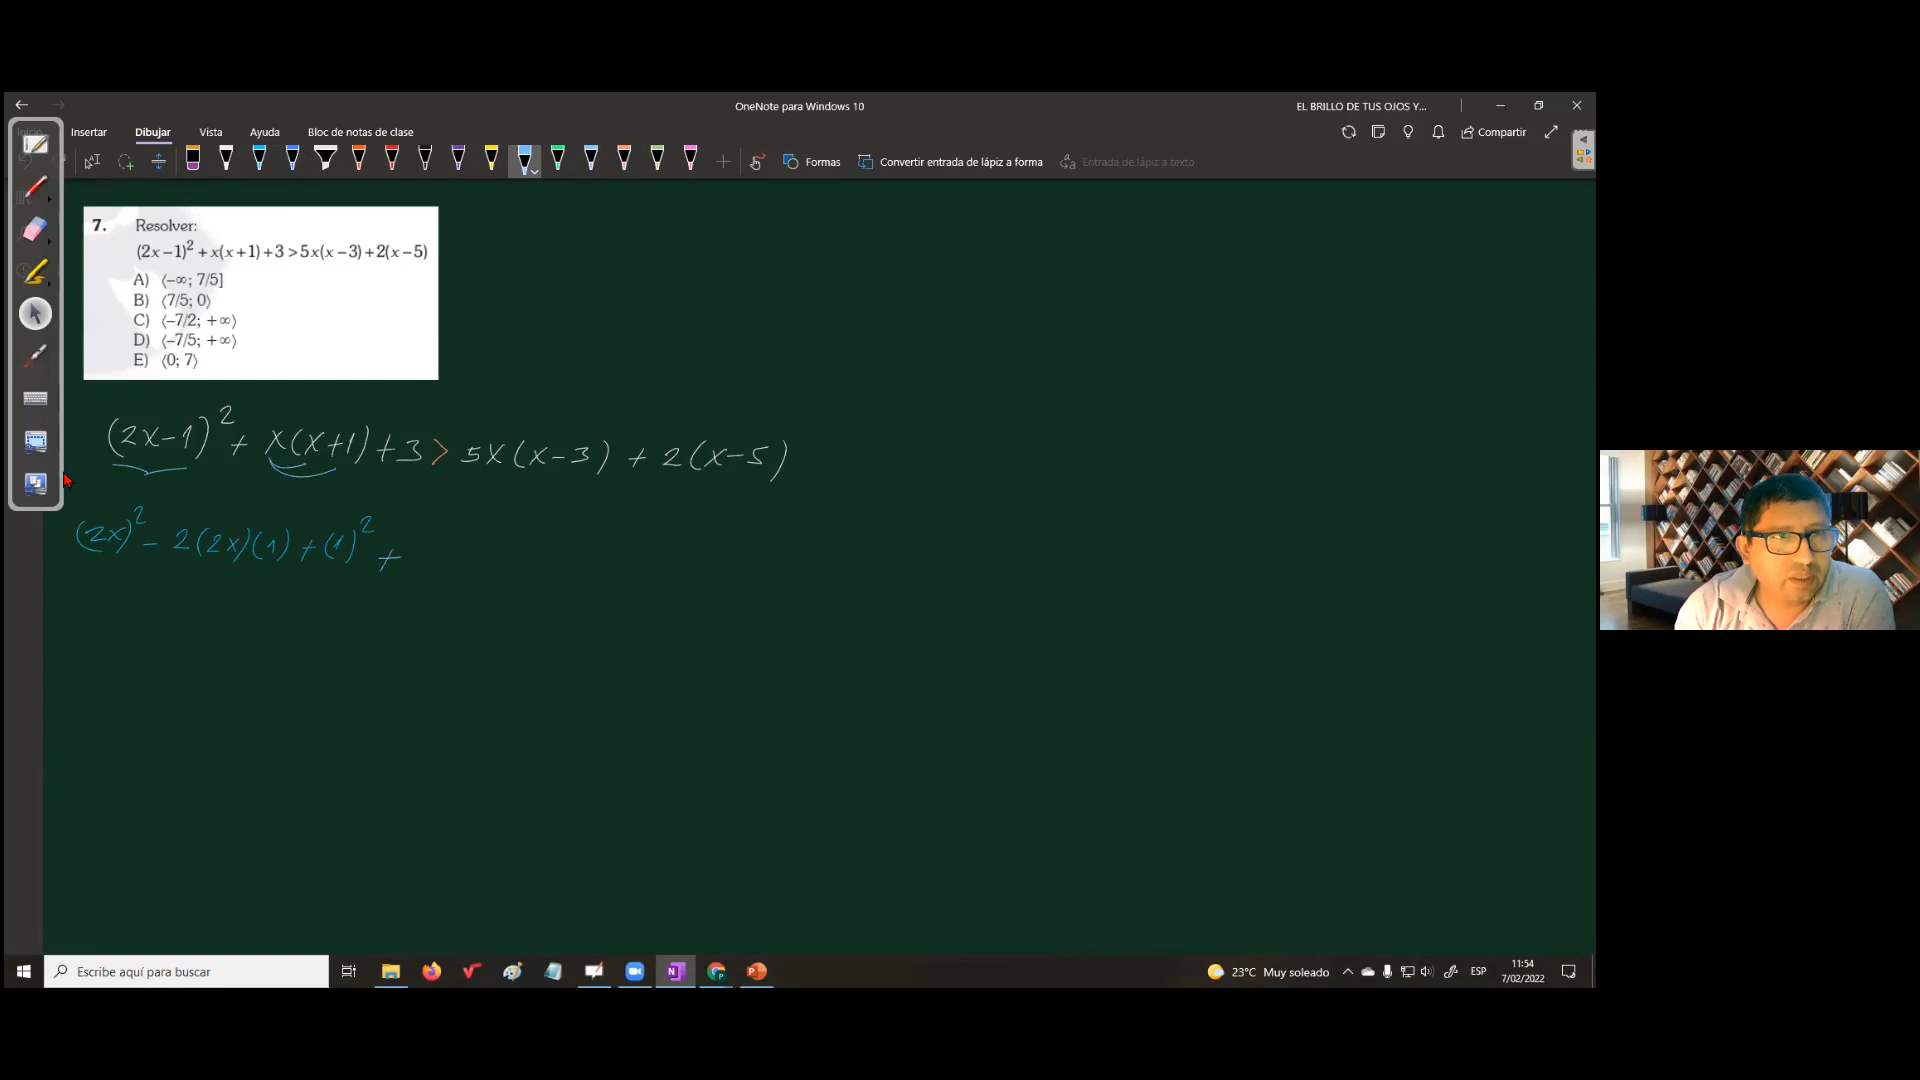 OneNote para Windows 10
EL BRILLO DE TUS OJOS Y...
Insertar Dibujar Vista Ayuda Bloc de notas de clase
Compartir
Formas Convertir entrada de lápiz a forma Entrada de lápiz a texto
7. Resolver:
(2x−1)² + x(x+1)+3 > 5x(x−3)+2(x−5)
A) ⟨−∞; 7/5]
B) ⟨7/5; 0⟩
C) ⟨−7/2; +∞⟩
D) ⟨−7/5; +∞⟩
E) ⟨0; 7⟩
(2x−1)² + x(x+1) + 3 > 5x(x−3) + 2(x−5)
(2x)² − 2(2x)(1) + (1)² +
Escribe aquí para buscar
23°C Muy soleado
ESP
11:54
7/02/2022